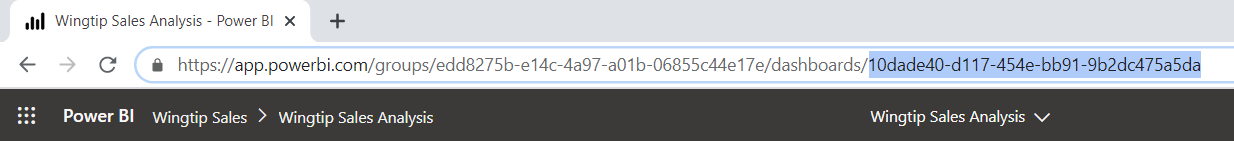 Wingtip Sales Analysis - Power BI
https://app.powerbi.com/groups/edd8275b-e14c-4a97-a01b-06855c44e17e/dashboards/10dade40-d117-454e-bb91-9b2dc475a5da
Power BI Wingtip Sales > Wingtip Sales Analysis Wingtip Sales Analysis